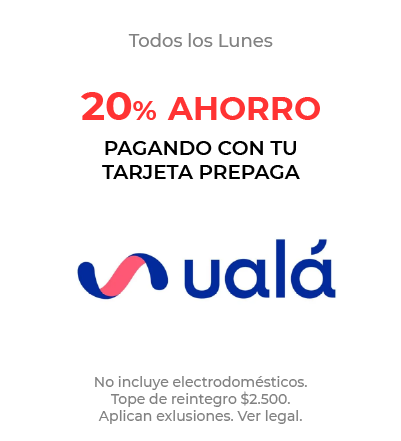 Todos los Lunes
20% AHORRO
PAGANDO CON TU
TARJETA PREPAGA
ualá
No incluye electrodomésticos.
Tope de reintegro $2.500.
Aplican exlusiones. Ver legal.